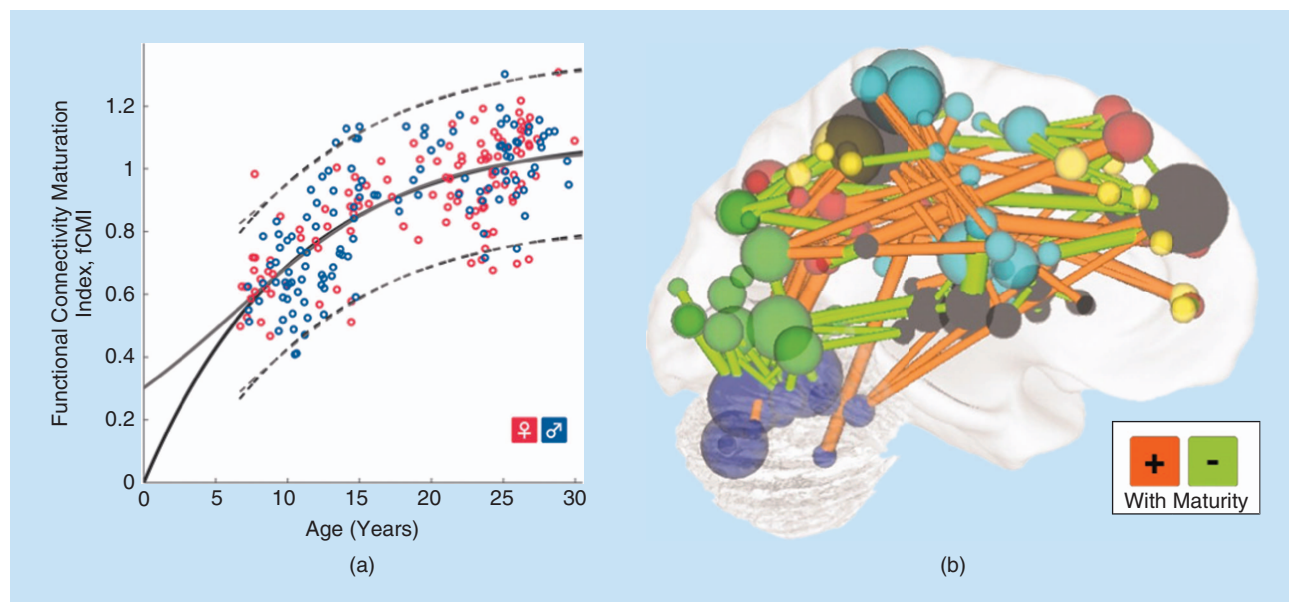 Functional Connectivity Maturation
Index, fCMI
1.2
1
0.8
0.6
0.4
0.2
0
0 5 10 15 20 25 30
♀ ♂
Age (Years)
(a)
+ -
With Maturity
(b)